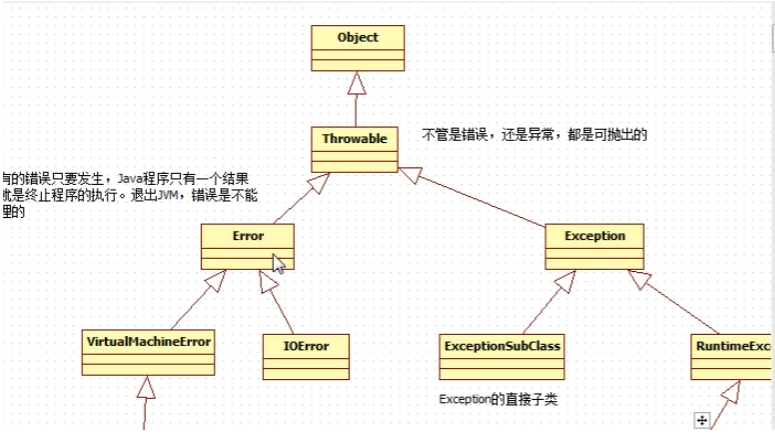 Object
Throwable
不管是错误，还是异常，都是可抛出的
有的错误只要发生，Java程序只有一个结果
就是终止程序的执行。退出JVM，错误是不能
理的
Error
Exception
VirtualMachineError
IOError
ExceptionSubClass
RuntimeExc
Exception的直接子类